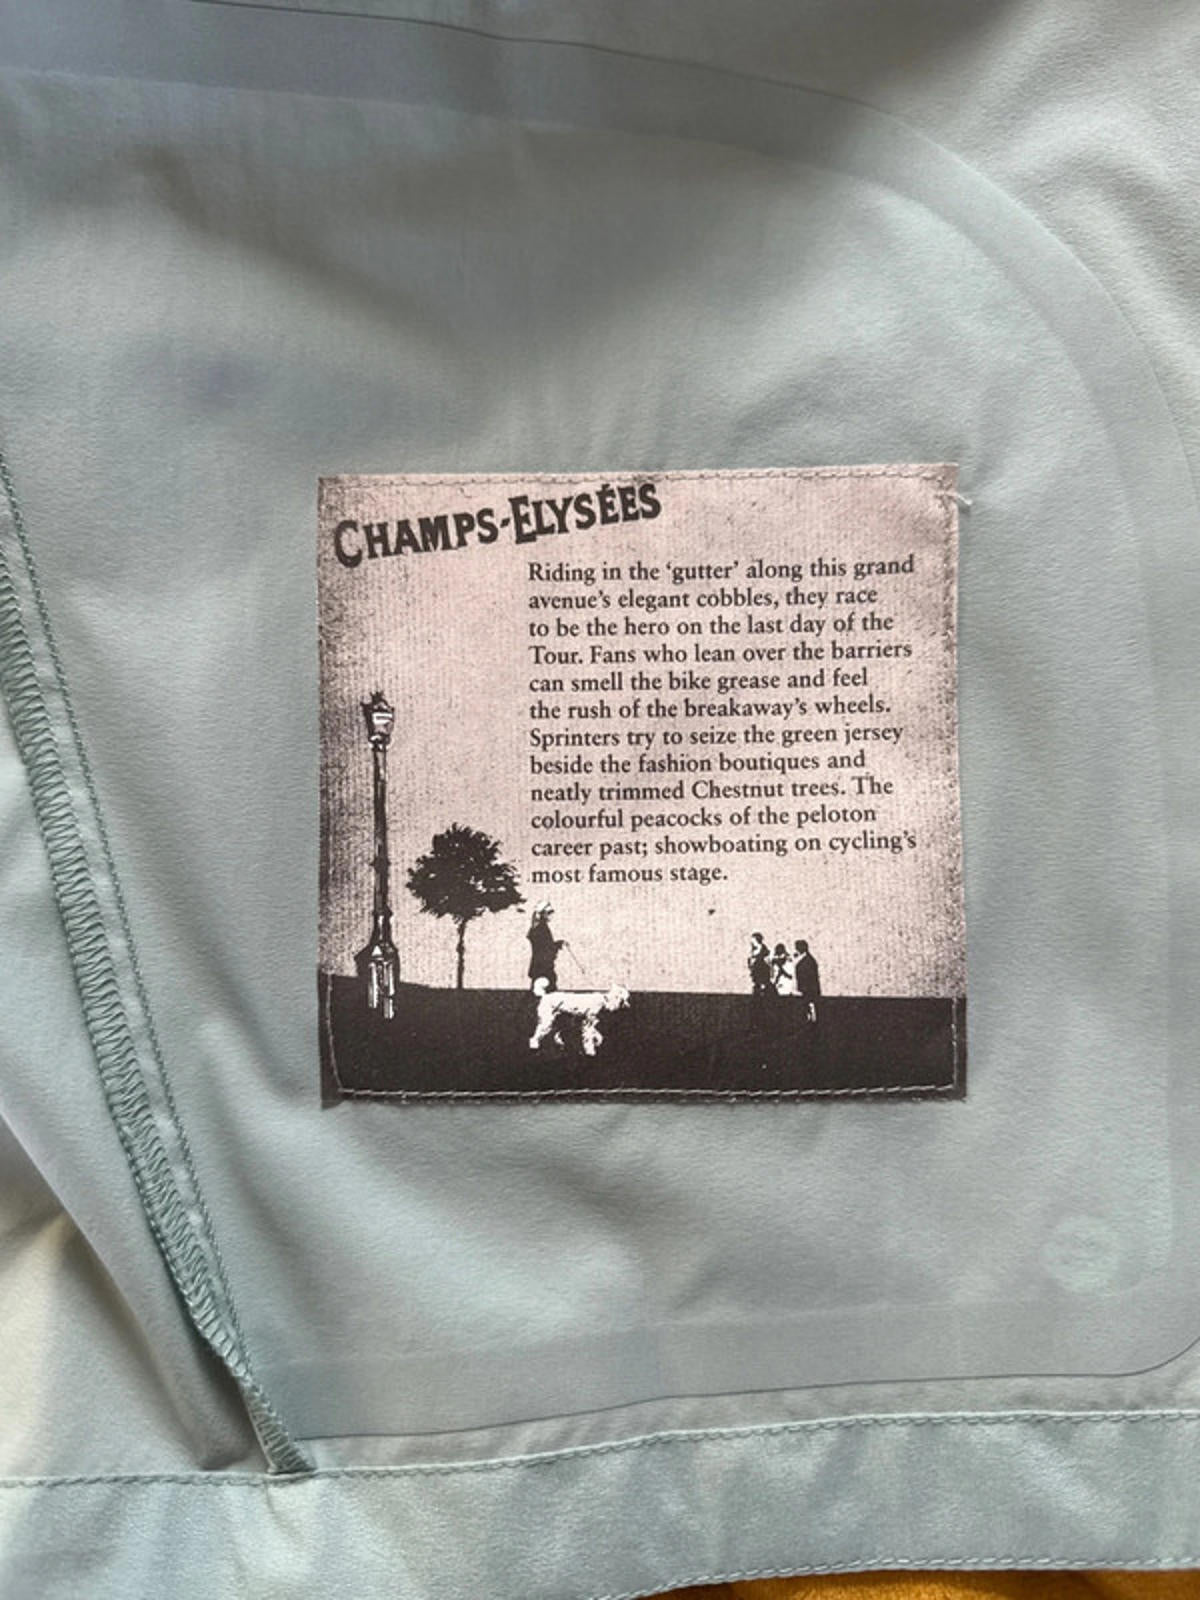 CHAMPS-ELYSÉES
Riding in the ‘gutter’ along this grand
avenue’s elegant cobbles, they race
to be the hero on the last day of the
Tour. Fans who lean over the barriers
can smell the bike grease and feel
the rush of the breakaway’s wheels.
Sprinters try to seize the green jersey
beside the fashion boutiques and
neatly trimmed Chestnut trees. The
colourful peacocks of the peloton
career past; showboating on cycling’s
most famous stage.